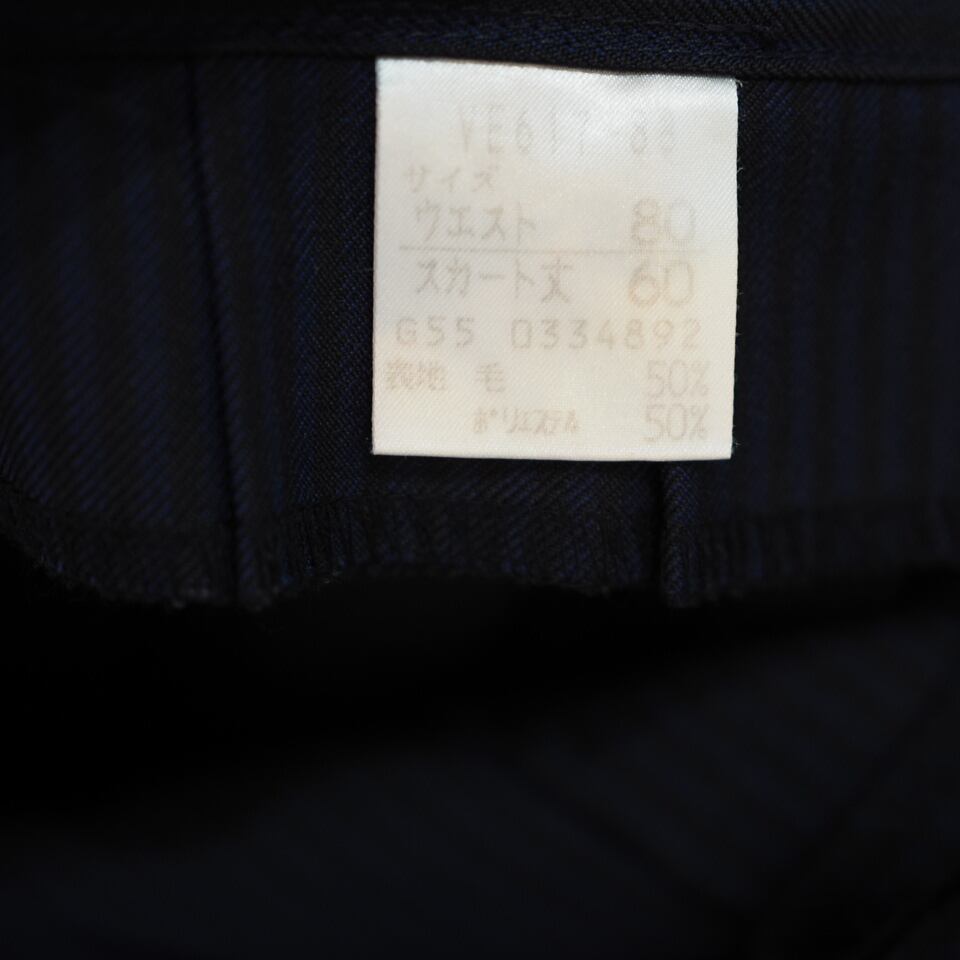 サイズ
ウエスト 80
スカート丈 60
G55 0334892
表地 毛 50%
ポリエステル 50%